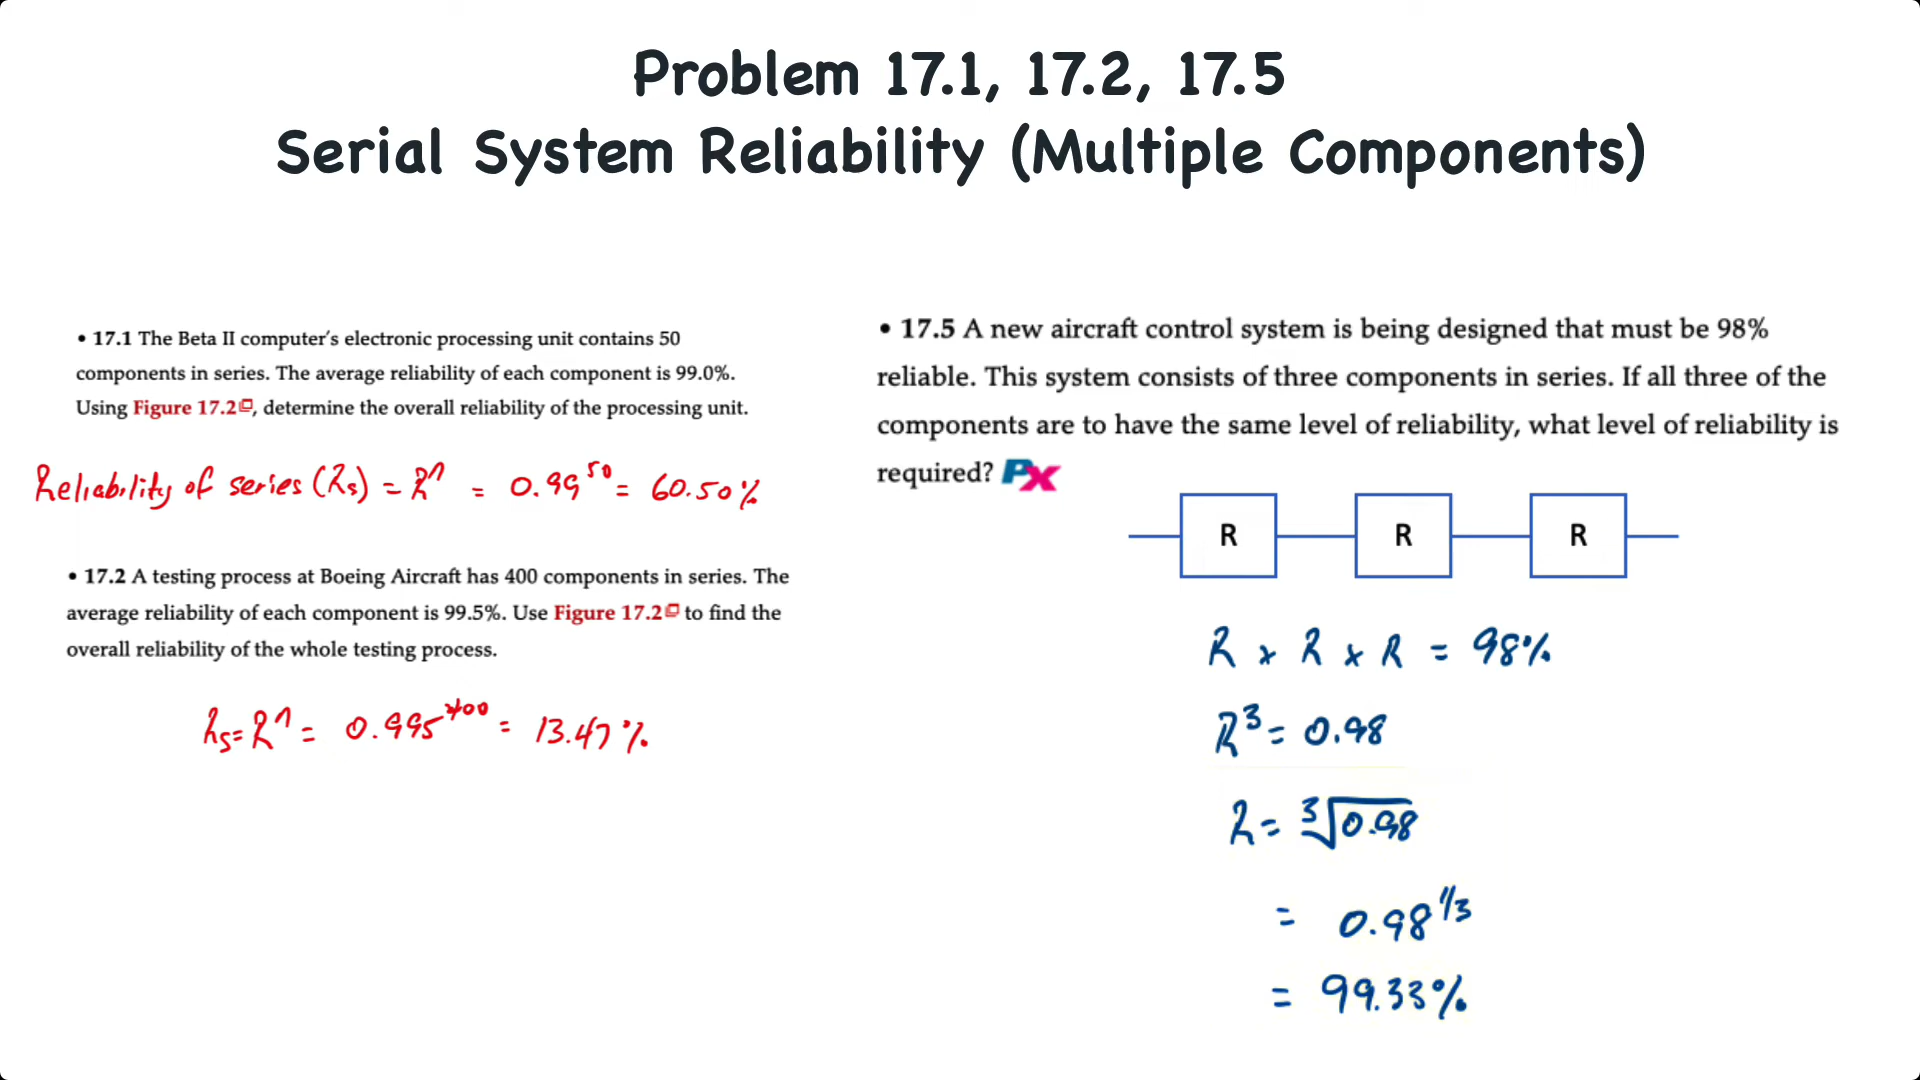 Problem 17.1, 17.2, 17.5
Serial System Reliability (Multiple Components)
• 17.1 The Beta II computer's electronic processing unit contains 50
components in series. The average reliability of each component is 99.0%.
Using Figure 17.2, determine the overall reliability of the processing unit.
Reliability of series (Rs) = R^n = 0.99^50 = 60.50%
• 17.2 A testing process at Boeing Aircraft has 400 components in series. The
average reliability of each component is 99.5%. Use Figure 17.2 to find the
overall reliability of the whole testing process.
Rs = R^n = 0.995^400 = 13.47%
• 17.5 A new aircraft control system is being designed that must be 98%
reliable. This system consists of three components in series. If all three of the
components are to have the same level of reliability, what level of reliability is
required? PX
R R R
R × R × R = 98%
R³ = 0.98
R = ³√0.98
= 0.98^1/3
= 99.33%